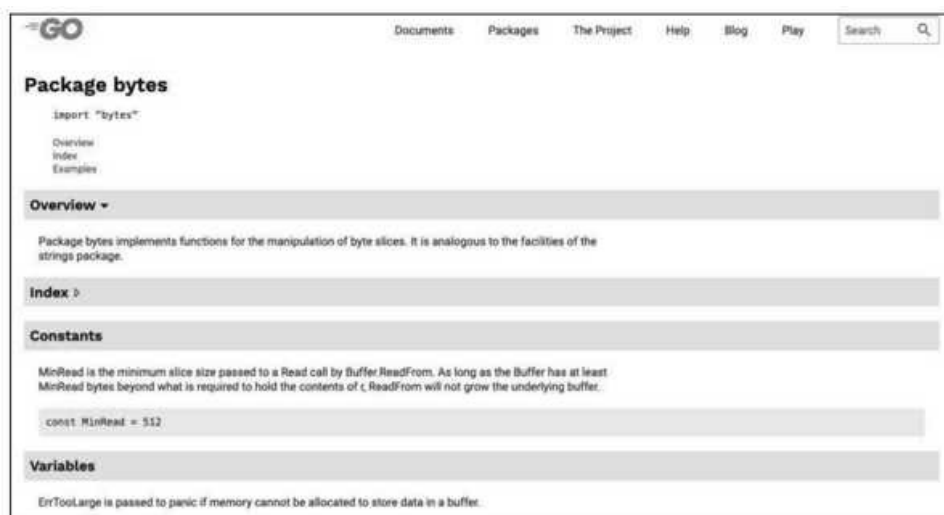 GO
Documents Packages The Project Help Blog Play Search
Package bytes
import "bytes"
Overview
Index
Examples
Overview
Package bytes implements functions for the manipulation of byte slices. It is analogous to the facilities of the
strings package.
Index
Constants
MinRead is the minimum slice size passed to a Read call by Buffer.ReadFrom. As long as the Buffer has at least
MinRead bytes beyond what is required to hold the contents of r, ReadFrom will not grow the underlying buffer.
const MinRead = 512
Variables
ErrTooLarge is passed to panic if memory cannot be allocated to store data in a buffer.